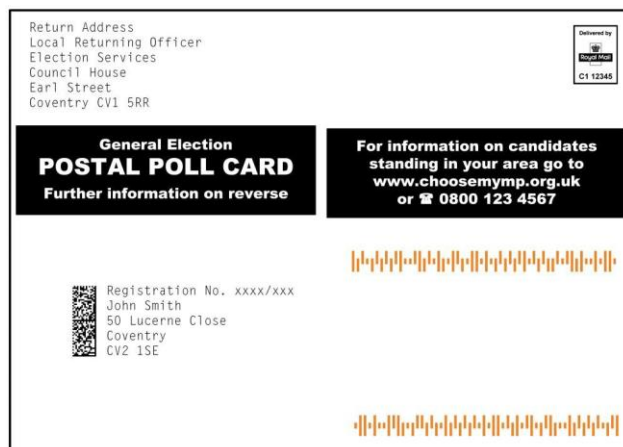 Return Address
Local Returning Officer
Election Services
Council House
Earl Street
Coventry CV1 5RR
Delivered by
Royal Mail
C1 12345
General Election
POSTAL POLL CARD
Further information on reverse
For information on candidates
standing in your area go to
www.choosemymp.org.uk
or ☎ 0800 123 4567
Registration No. xxxx/xxx
John Smith
50 Lucerne Close
Coventry
CV2 1SE